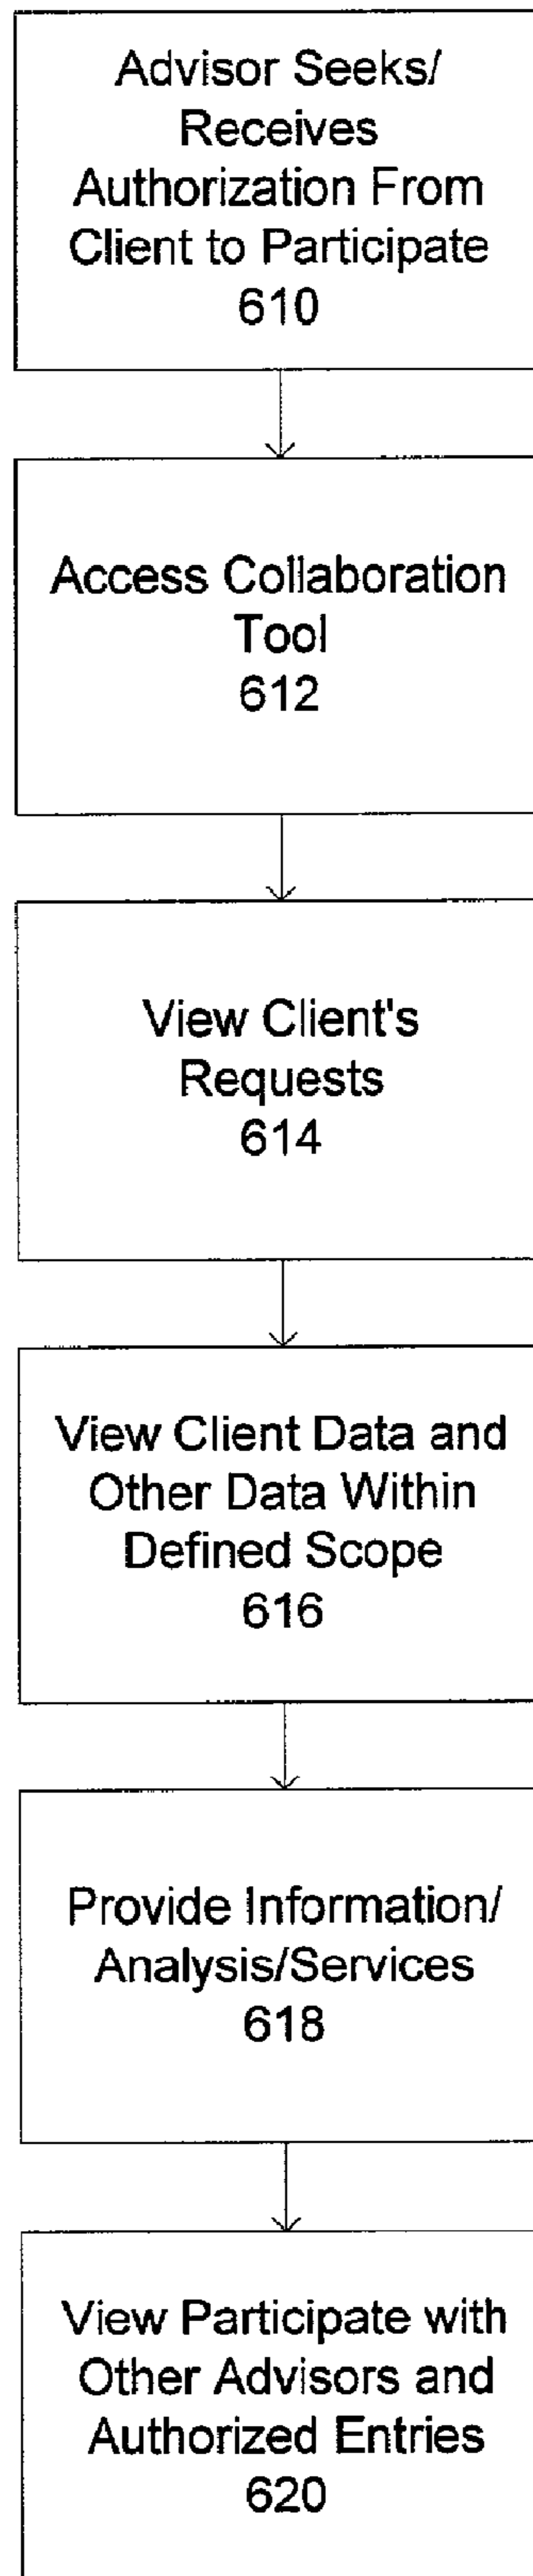 Advisor Seeks/
Receives
Authorization From
Client to Participate
610
Access Collaboration
Tool
612
View Client's
Requests
614
View Client Data and
Other Data Within
Defined Scope
616
Provide Information/
Analysis/Services
618
View Participate with
Other Advisors and
Authorized Entries
620